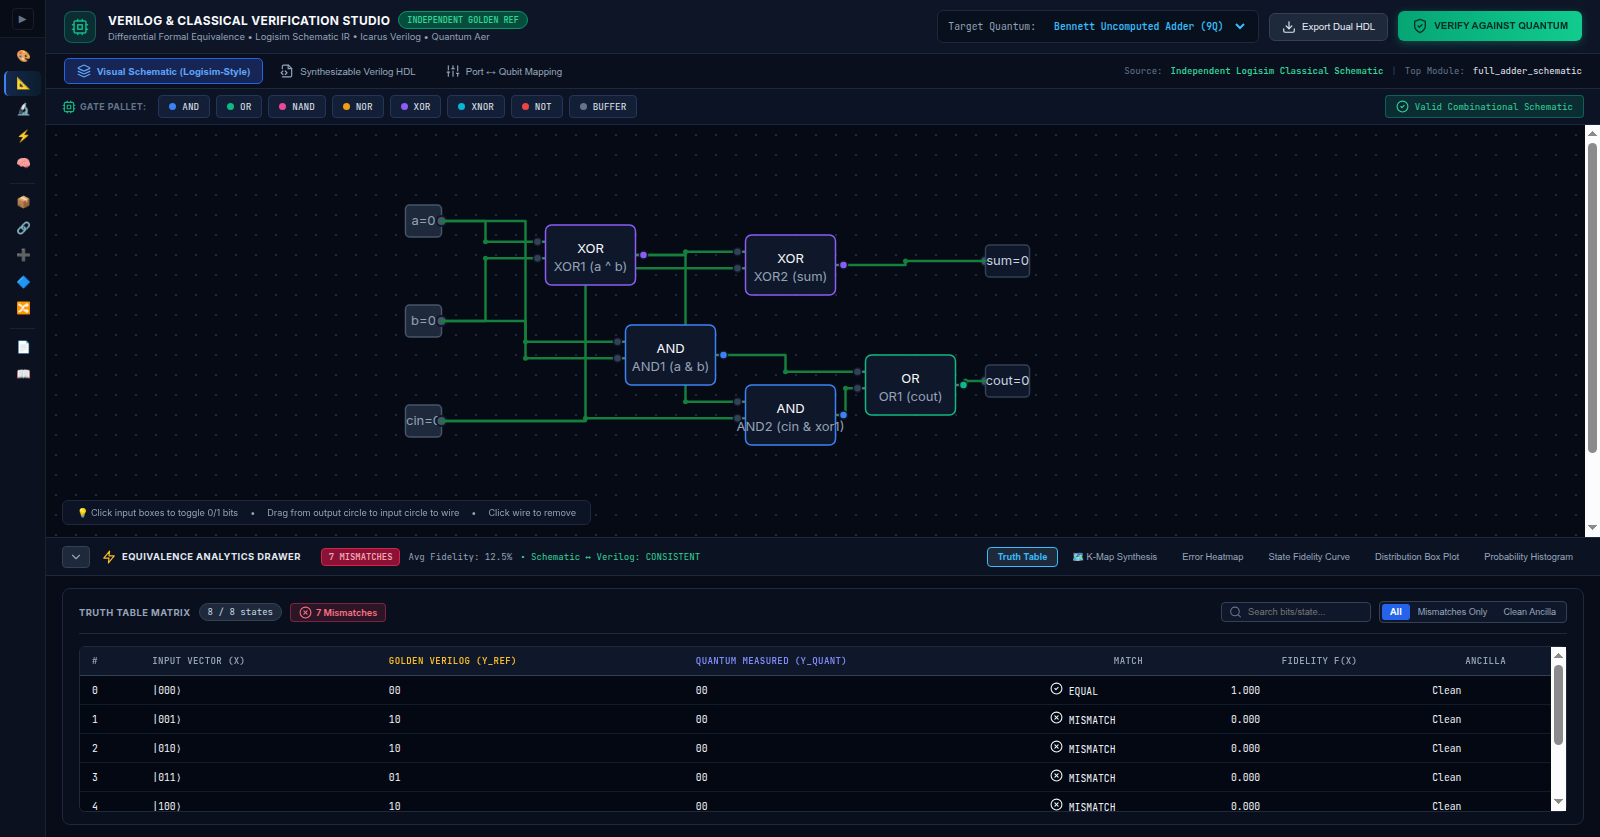 VERILOG & CLASSICAL VERIFICATION STUDIO
INDEPENDENT GOLDEN REF
Differential Formal Equivalence • Logisim Schematic IR • Icarus Verilog • Quantum Aer
Target Quantum: Bennett Uncomputed Adder (9Q)
Export Dual HDL
VERIFY AGAINST QUANTUM
Visual Schematic (Logisim-Style)
Synthesizable Verilog HDL
Port ↔ Qubit Mapping
Source: Independent Logisim Classical Schematic | Top Module: full_adder_schematic
GATE PALLET:
AND
OR
NAND
NOR
XOR
XNOR
NOT
BUFFER
Valid Combinational Schematic
a=0
XOR
XOR1 (a ^ b)
XOR
XOR2 (sum)
sum=0
b=0
AND
AND1 (a & b)
OR
OR1 (cout)
cout=0
cin=0
AND
AND2 (cin & xor1)
💡 Click input boxes to toggle 0/1 bits • Drag from output circle to input circle to wire • Click wire to remove
EQUIVALENCE ANALYTICS DRAWER
7 MISMATCHES
Avg Fidelity: 12.5% • Schematic ↔ Verilog: CONSISTENT
Truth Table
🗺️ K-Map Synthesis
Error Heatmap
State Fidelity Curve
Distribution Box Plot
Probability Histogram
TRUTH TABLE MATRIX
8 / 8 states
7 Mismatches
Search bits/state...
All
Mismatches Only
Clean Ancilla
# INPUT VECTOR (X) GOLDEN VERILOG (Y_REF) QUANTUM MEASURED (Y_QUANT) MATCH FIDELITY F(X) ANCILLA
0 |000⟩ 00 00 EQUAL 1.000 Clean
1 |001⟩ 10 00 MISMATCH 0.000 Clean
2 |010⟩ 10 00 MISMATCH 0.000 Clean
3 |011⟩ 01 00 MISMATCH 0.000 Clean
4 |100⟩ 10 00 MISMATCH 0.000 Clean